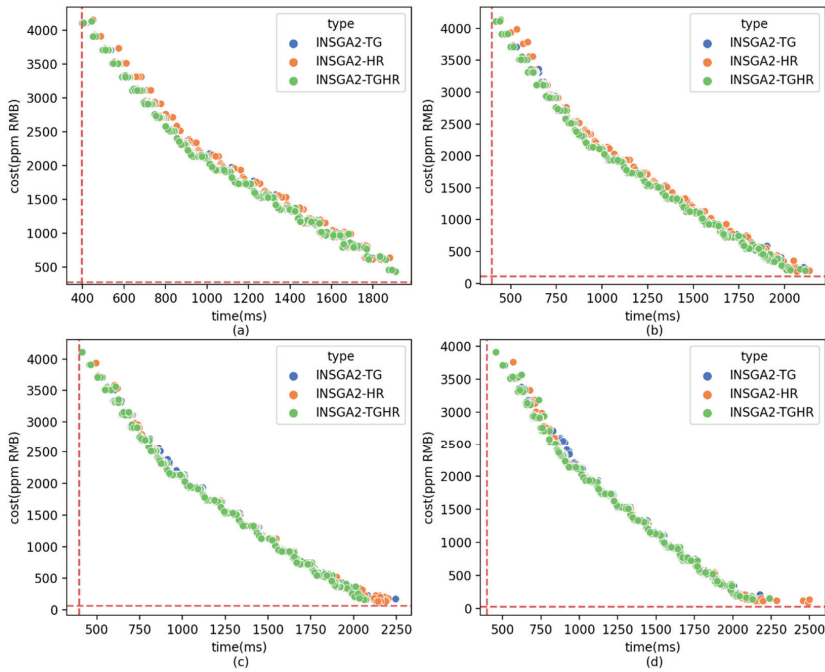 type
INSGA2-TG
INSGA2-HR
INSGA2-TGHR
cost(ppm RMB)
4000
3500
3000
2500
2000
1500
1000
500
400 600 800 1000 1200 1400 1600 1800
time(ms)
(a)
type
INSGA2-TG
INSGA2-HR
INSGA2-TGHR
cost(ppm RMB)
4000
3500
3000
2500
2000
1500
1000
500
0
500 750 1000 1250 1500 1750 2000
time(ms)
(b)
type
INSGA2-TG
INSGA2-HR
INSGA2-TGHR
cost(ppm RMB)
4000
3500
3000
2500
2000
1500
1000
500
0
500 750 1000 1250 1500 1750 2000 2250
time(ms)
(c)
type
INSGA2-TG
INSGA2-HR
INSGA2-TGHR
cost(ppm RMB)
4000
3500
3000
2500
2000
1500
1000
500
0
500 750 1000 1250 1500 1750 2000 2250 2500
time(ms)
(d)